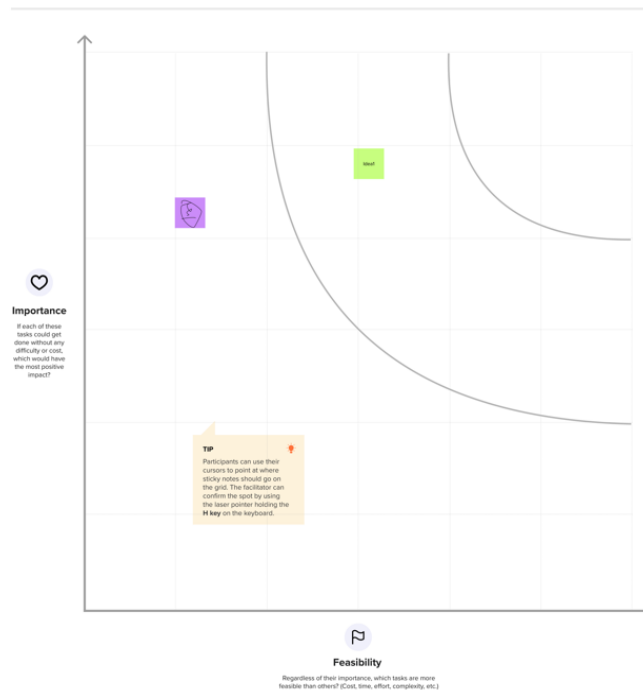 Idea1
Importance
If each of these
tasks could get
done without any
difficulty or cost,
which would have
the most positive
impact?
TIP
Participants can use their
cursors to point at where
sticky notes should go on
the grid. The facilitator can
confirm the spot by using
the laser pointer holding the
H key on the keyboard.
Feasibility
Regardless of their importance, which tasks are more
feasible than others? (Cost, time, effort, complexity, etc.)